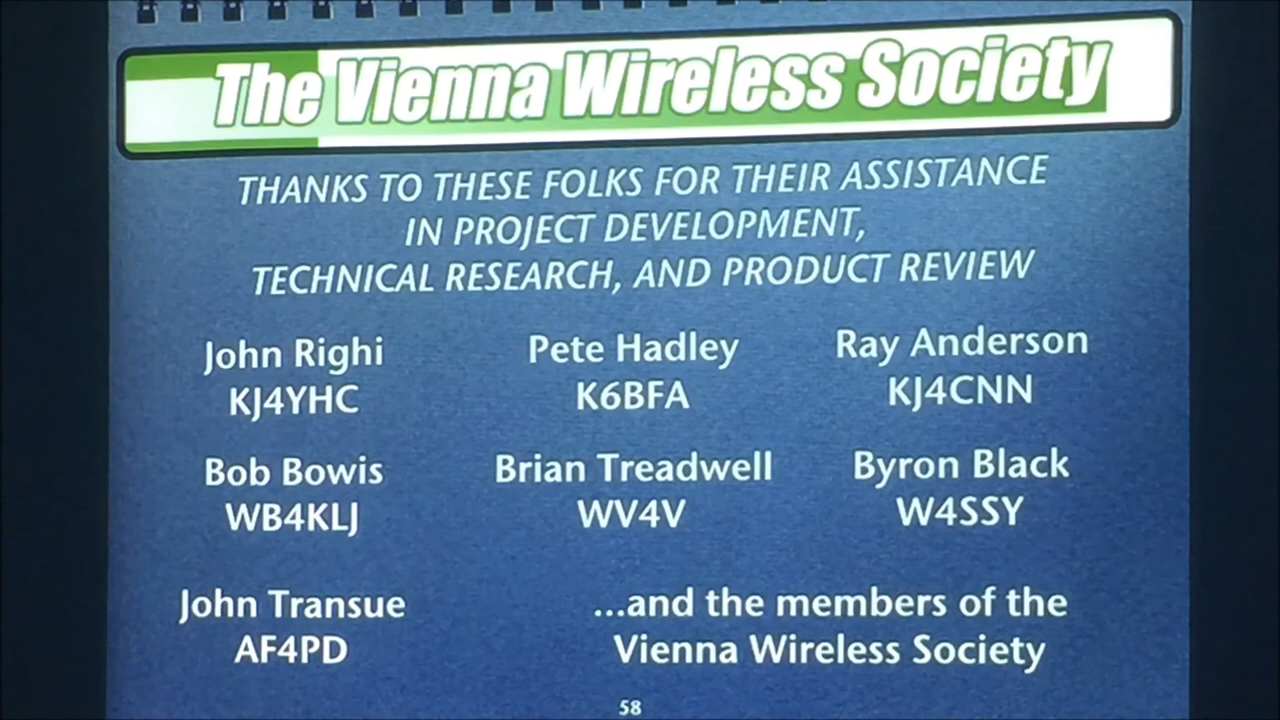 The Vienna Wireless Society
THANKS TO THESE FOLKS FOR THEIR ASSISTANCE
IN PROJECT DEVELOPMENT,
TECHNICAL RESEARCH, AND PRODUCT REVIEW
John Righi
KJ4YHC
Pete Hadley
K6BFA
Ray Anderson
KJ4CNN
Bob Bowis
WB4KLJ
Brian Treadwell
WV4V
Byron Black
W4SSY
John Transue
AF4PD
...and the members of the
Vienna Wireless Society
58